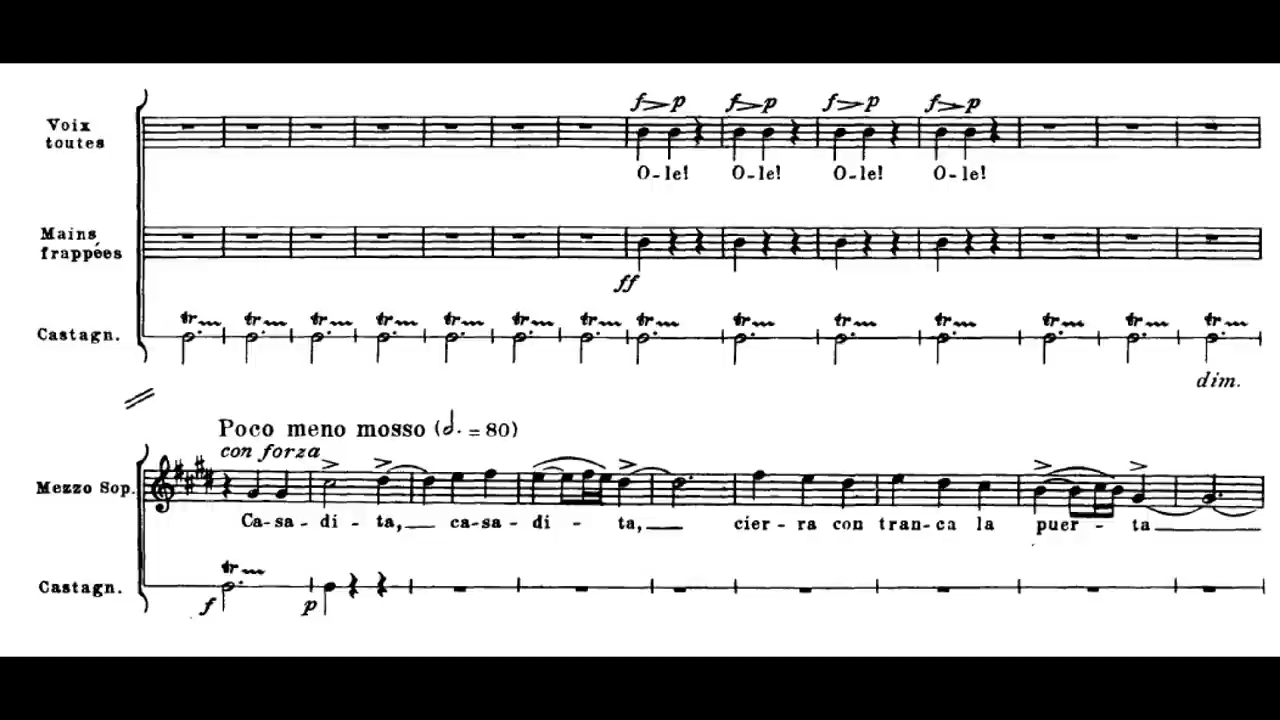 f p f p f p f p
Voix
toutes
O-le! O-le! O-le! O-le!
Mains
frappées
ff
tr tr tr tr tr tr tr tr tr tr tr tr tr tr
Castagn.
dim.
Poco meno mosso (𝅗𝅥. = 80)
con forza
Mezzo Sop.
Ca-sa-di-ta, casa-di-ta, cier-ra con tran-ca la puer-ta
tr
Castagn.
f p